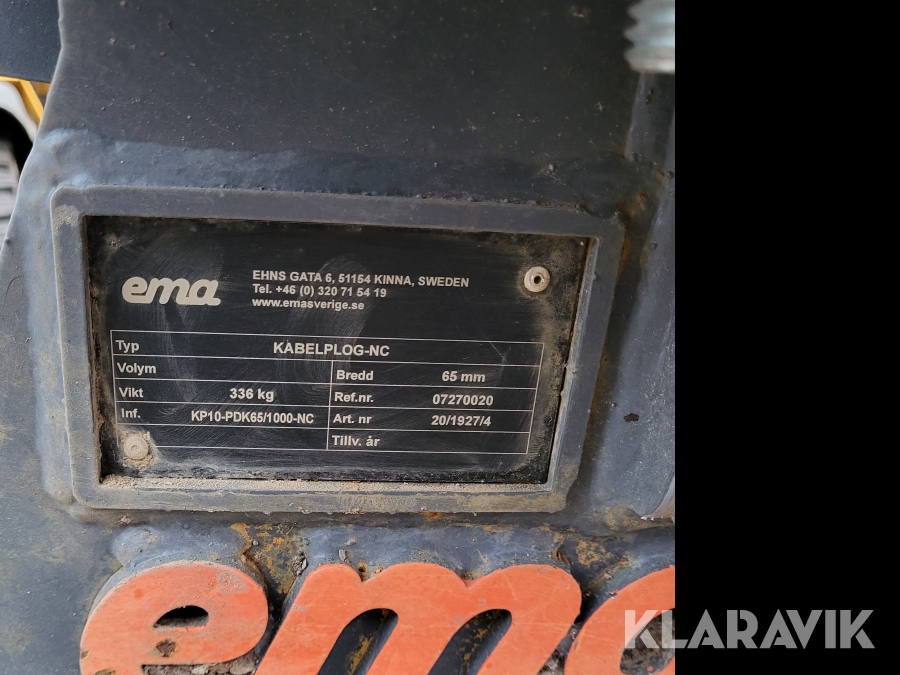 ema
EHNS GATA 6, 51154 KINNA, SWEDEN
Tel. +46 (0) 320 71 54 19
www.emasverige.se
Typ KABELPLOG-NC
Volym Bredd 65 mm
Vikt 336 kg Ref.nr. 07270020
Inf. KP10-PDK65/1000-NC Art. nr 20/1927/4
Tillv. år
ema
KLARAVIK